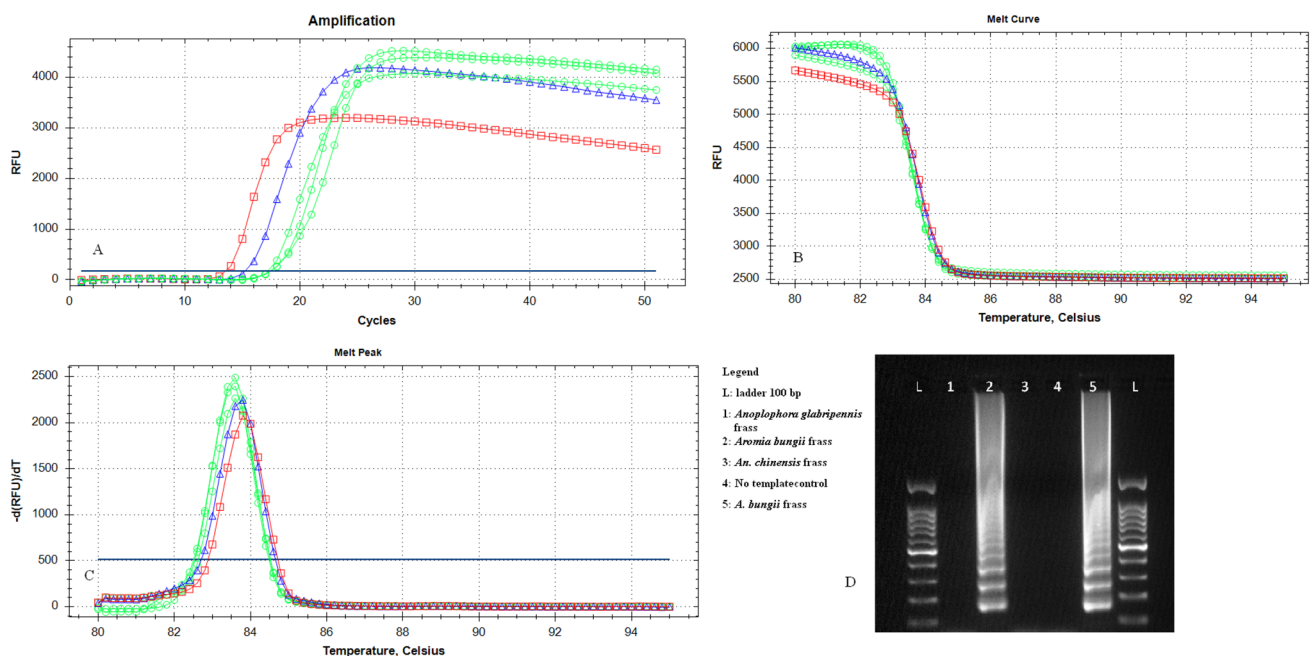 Amplification
RFU
4000
3000
2000
1000
0
A
0 10 20 30 40 50
Cycles
Melt Curve
RFU
6000
5500
5000
4500
4000
3500
3000
2500
B
80 82 84 86 88 90 92 94
Temperature, Celsius
Melt Peak
-d(RFU)/dT
2500
2000
1500
1000
500
0
C
80 82 84 86 88 90 92 94
Temperature, Celsius
Legend
L: ladder 100 bp
1: Anoplophora glabripennis
frass
2: Aromia bungii frass
3: An. chinensis frass
4: No templatecontrol
5: A. bungii frass
L 1 2 3 4 5 L
D